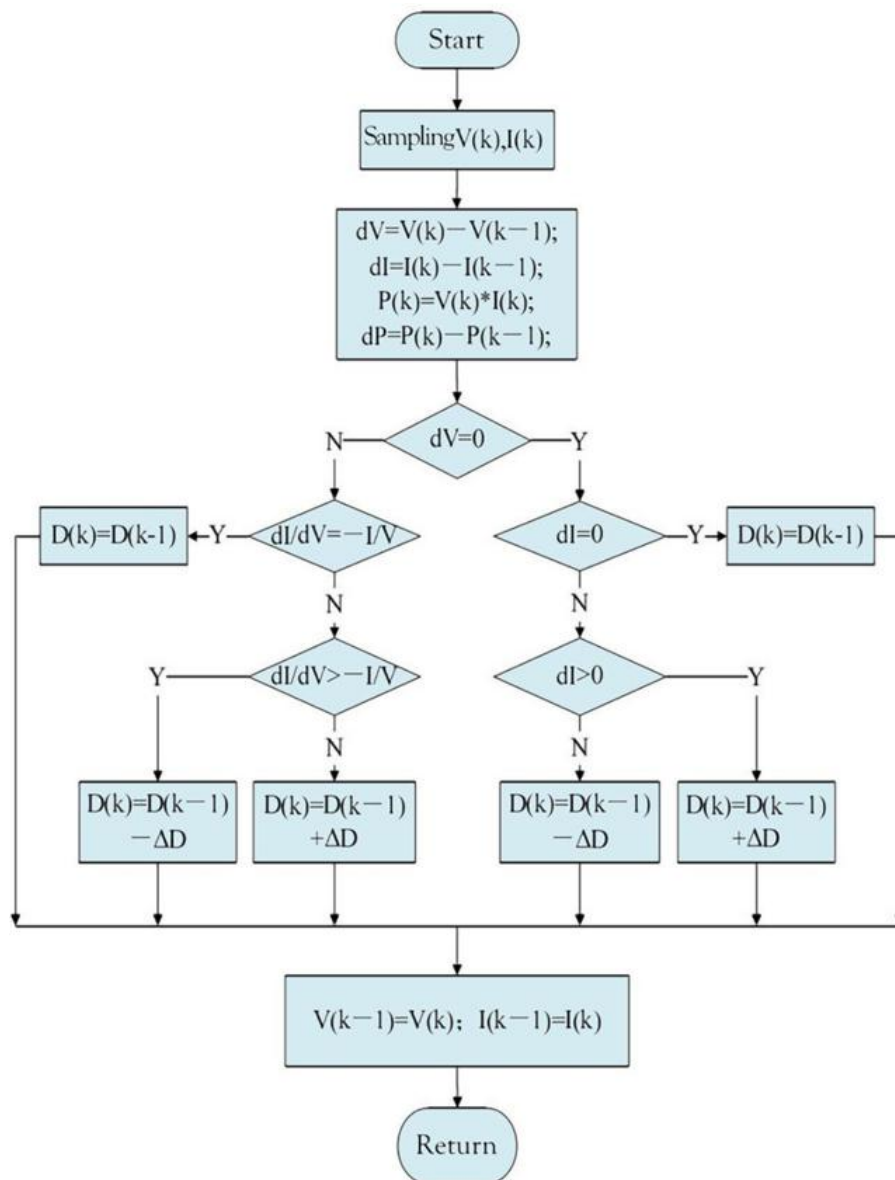 Start
SamplingV(k),I(k)
dV=V(k)－V(k－1);
dI=I(k)－I(k－1);
P(k)=V(k)*I(k);
dP=P(k)－P(k－1);
dV=0
N
Y
D(k)=D(k-1)
Y
dI/dV=－I/V
dI=0
Y
D(k)=D(k-1)
N
N
Y
dI/dV>－I/V
dI>0
Y
N
N
D(k)=D(k－1)
－ΔD
D(k)=D(k－1)
+ΔD
D(k)=D(k－1)
－ΔD
D(k)=D(k－1)
+ΔD
V(k－1)=V(k); I(k－1)=I(k)
Return